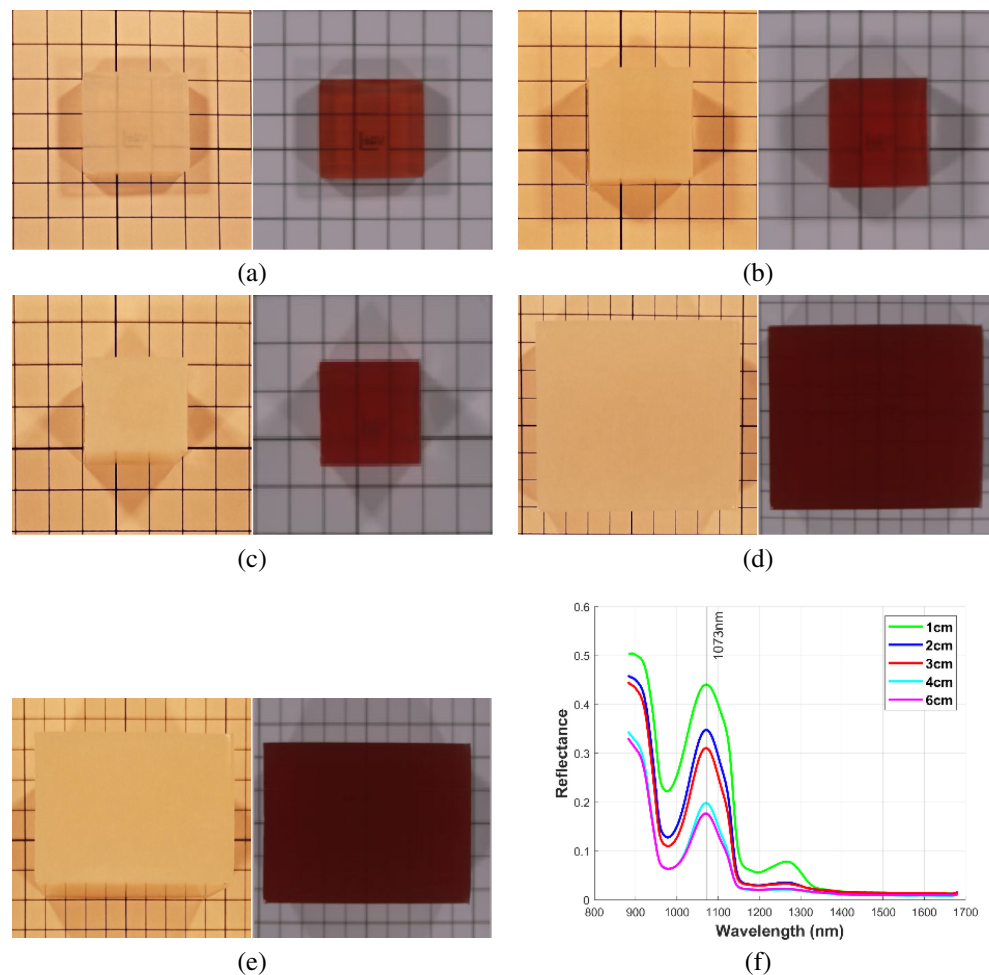 (a)
(b)
(c)
(d)
(e)
0.6
0.5
0.4
0.3
0.2
0.1
0
Reflectance
1073nm
1cm
2cm
3cm
4cm
6cm
800 900 1000 1100 1200 1300 1400 1500 1600 1700
Wavelength (nm)
(f)